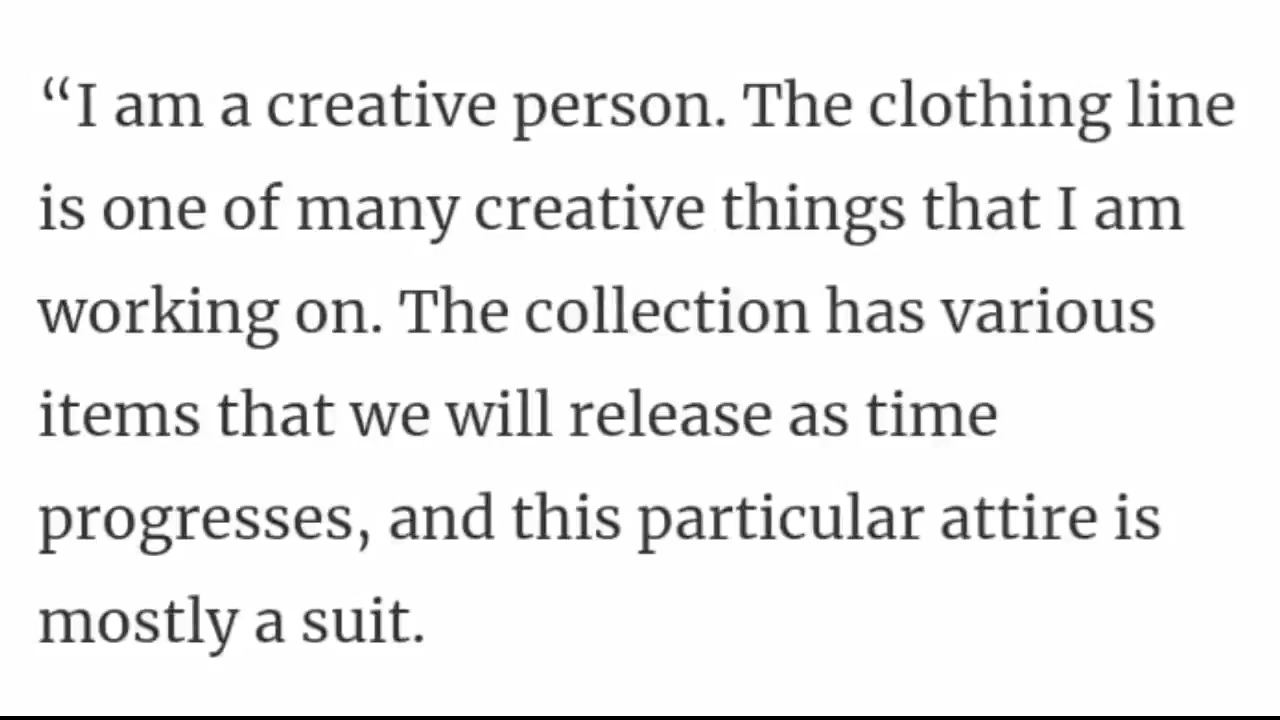 “I am a creative person. The clothing line
is one of many creative things that I am
working on. The collection has various
items that we will release as time
progresses, and this particular attire is
mostly a suit.